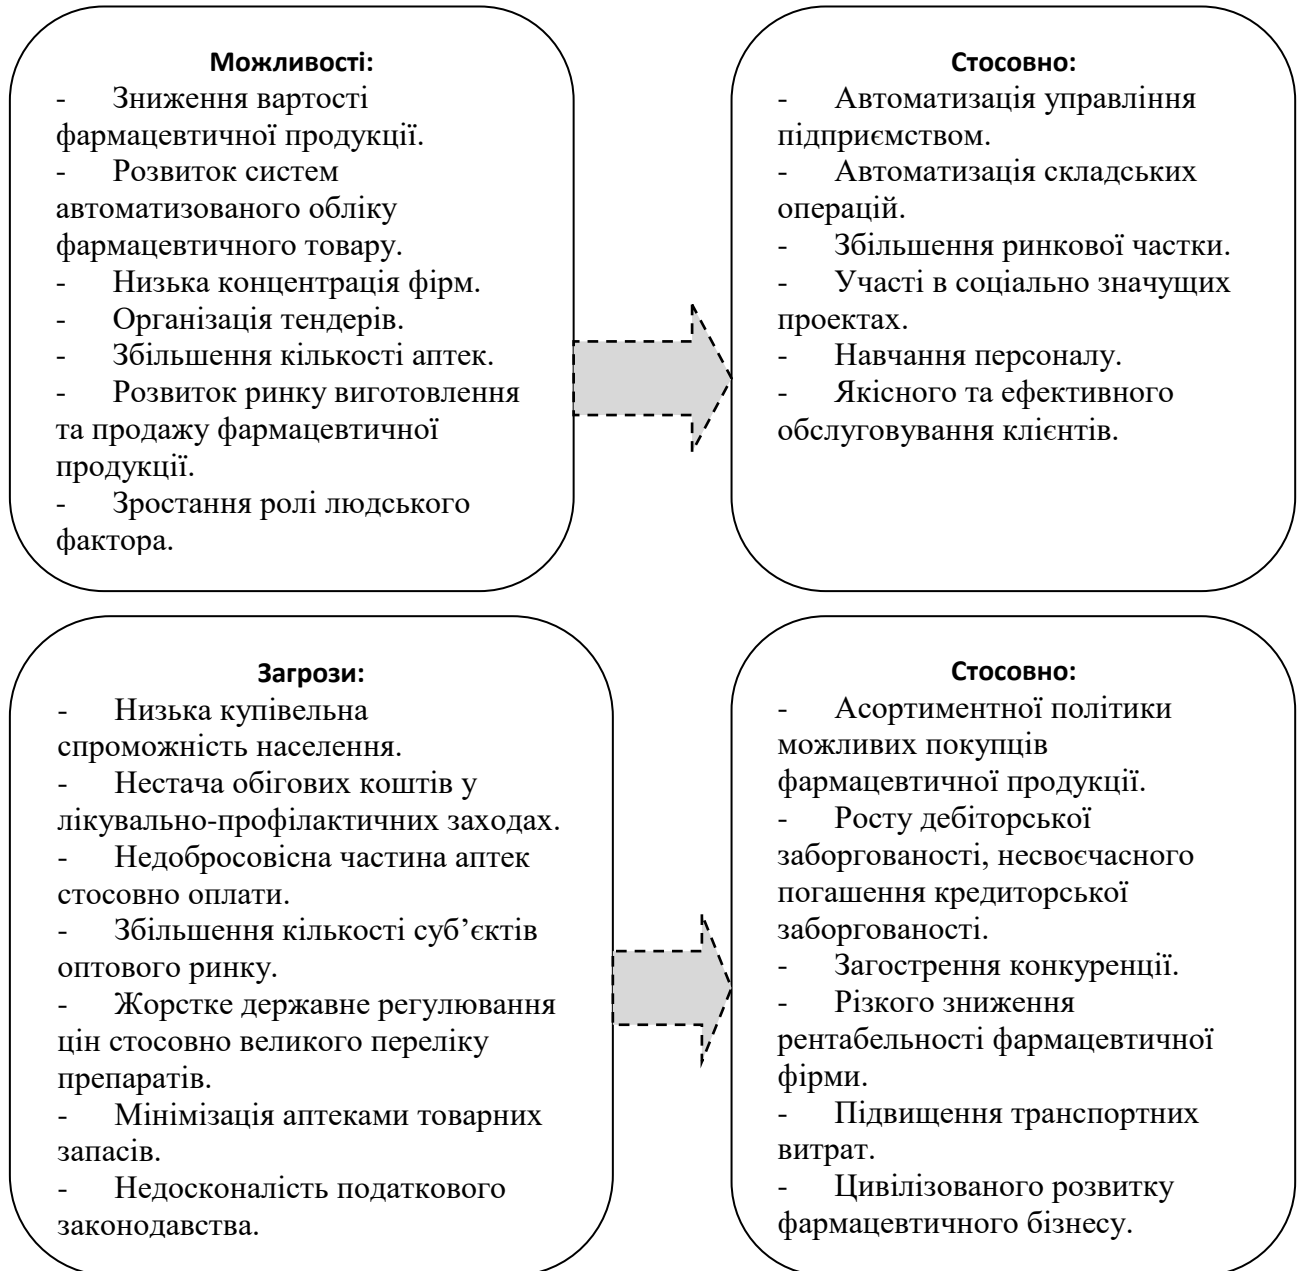 Можливості:
- Зниження вартості
фармацевтичної продукції.
- Розвиток систем
автоматизованого обліку
фармацевтичного товару.
- Низька концентрація фірм.
- Організація тендерів.
- Збільшення кількості аптек.
- Розвиток ринку виготовлення
та продажу фармацевтичної
продукції.
- Зростання ролі людського
фактора.
Стосовно:
- Автоматизація управління
підприємством.
- Автоматизація складських
операцій.
- Збільшення ринкової частки.
- Участі в соціально значущих
проектах.
- Навчання персоналу.
- Якісного та ефективного
обслуговування клієнтів.
Загрози:
- Низька купівельна
спроможність населення.
- Нестача обігових коштів у
лікувально-профілактичних заходах.
- Недобросовісна частина аптек
стосовно оплати.
- Збільшення кількості суб’єктів
оптового ринку.
- Жорстке державне регулювання
цін стосовно великого переліку
препаратів.
- Мінімізація аптеками товарних
запасів.
- Недосконалість податкового
законодавства.
Стосовно:
- Асортиментної політики
можливих покупців
фармацевтичної продукції.
- Росту дебіторської
заборгованості, несвоєчасного
погашення кредиторської
заборгованості.
- Загострення конкуренції.
- Різкого зниження
рентабельності фармацевтичної
фірми.
- Підвищення транспортних
витрат.
- Цивілізованого розвитку
фармацевтичного бізнесу.